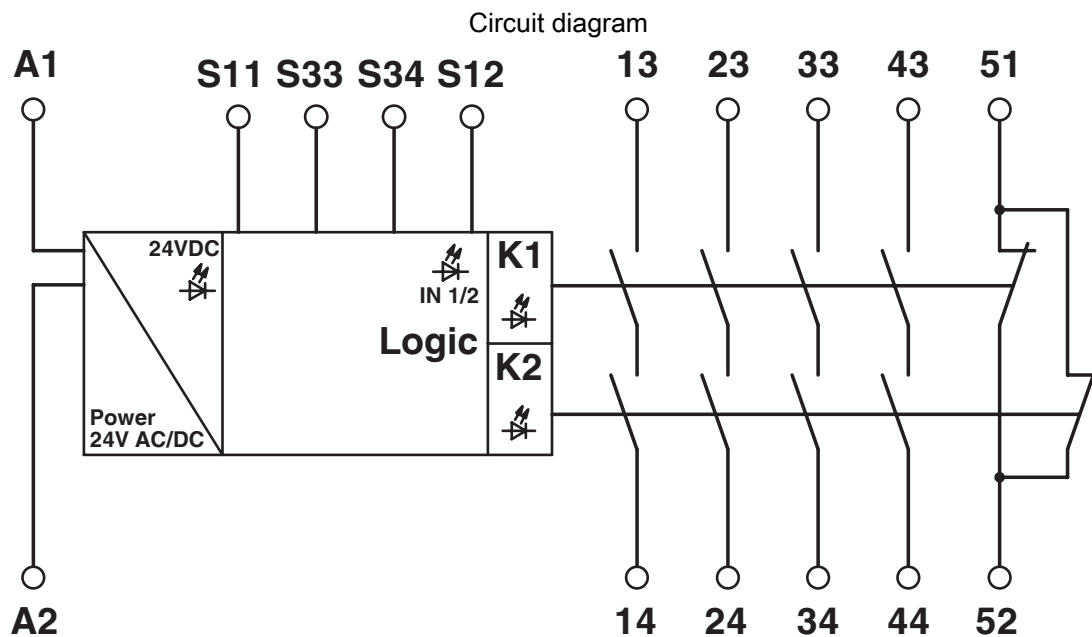 Circuit diagram
A1
S11 S33 S34 S12
13 23 33 43 51
24VDC
IN 1/2
K1
Logic
K2
Power
24V AC/DC
A2
14 24 34 44 52